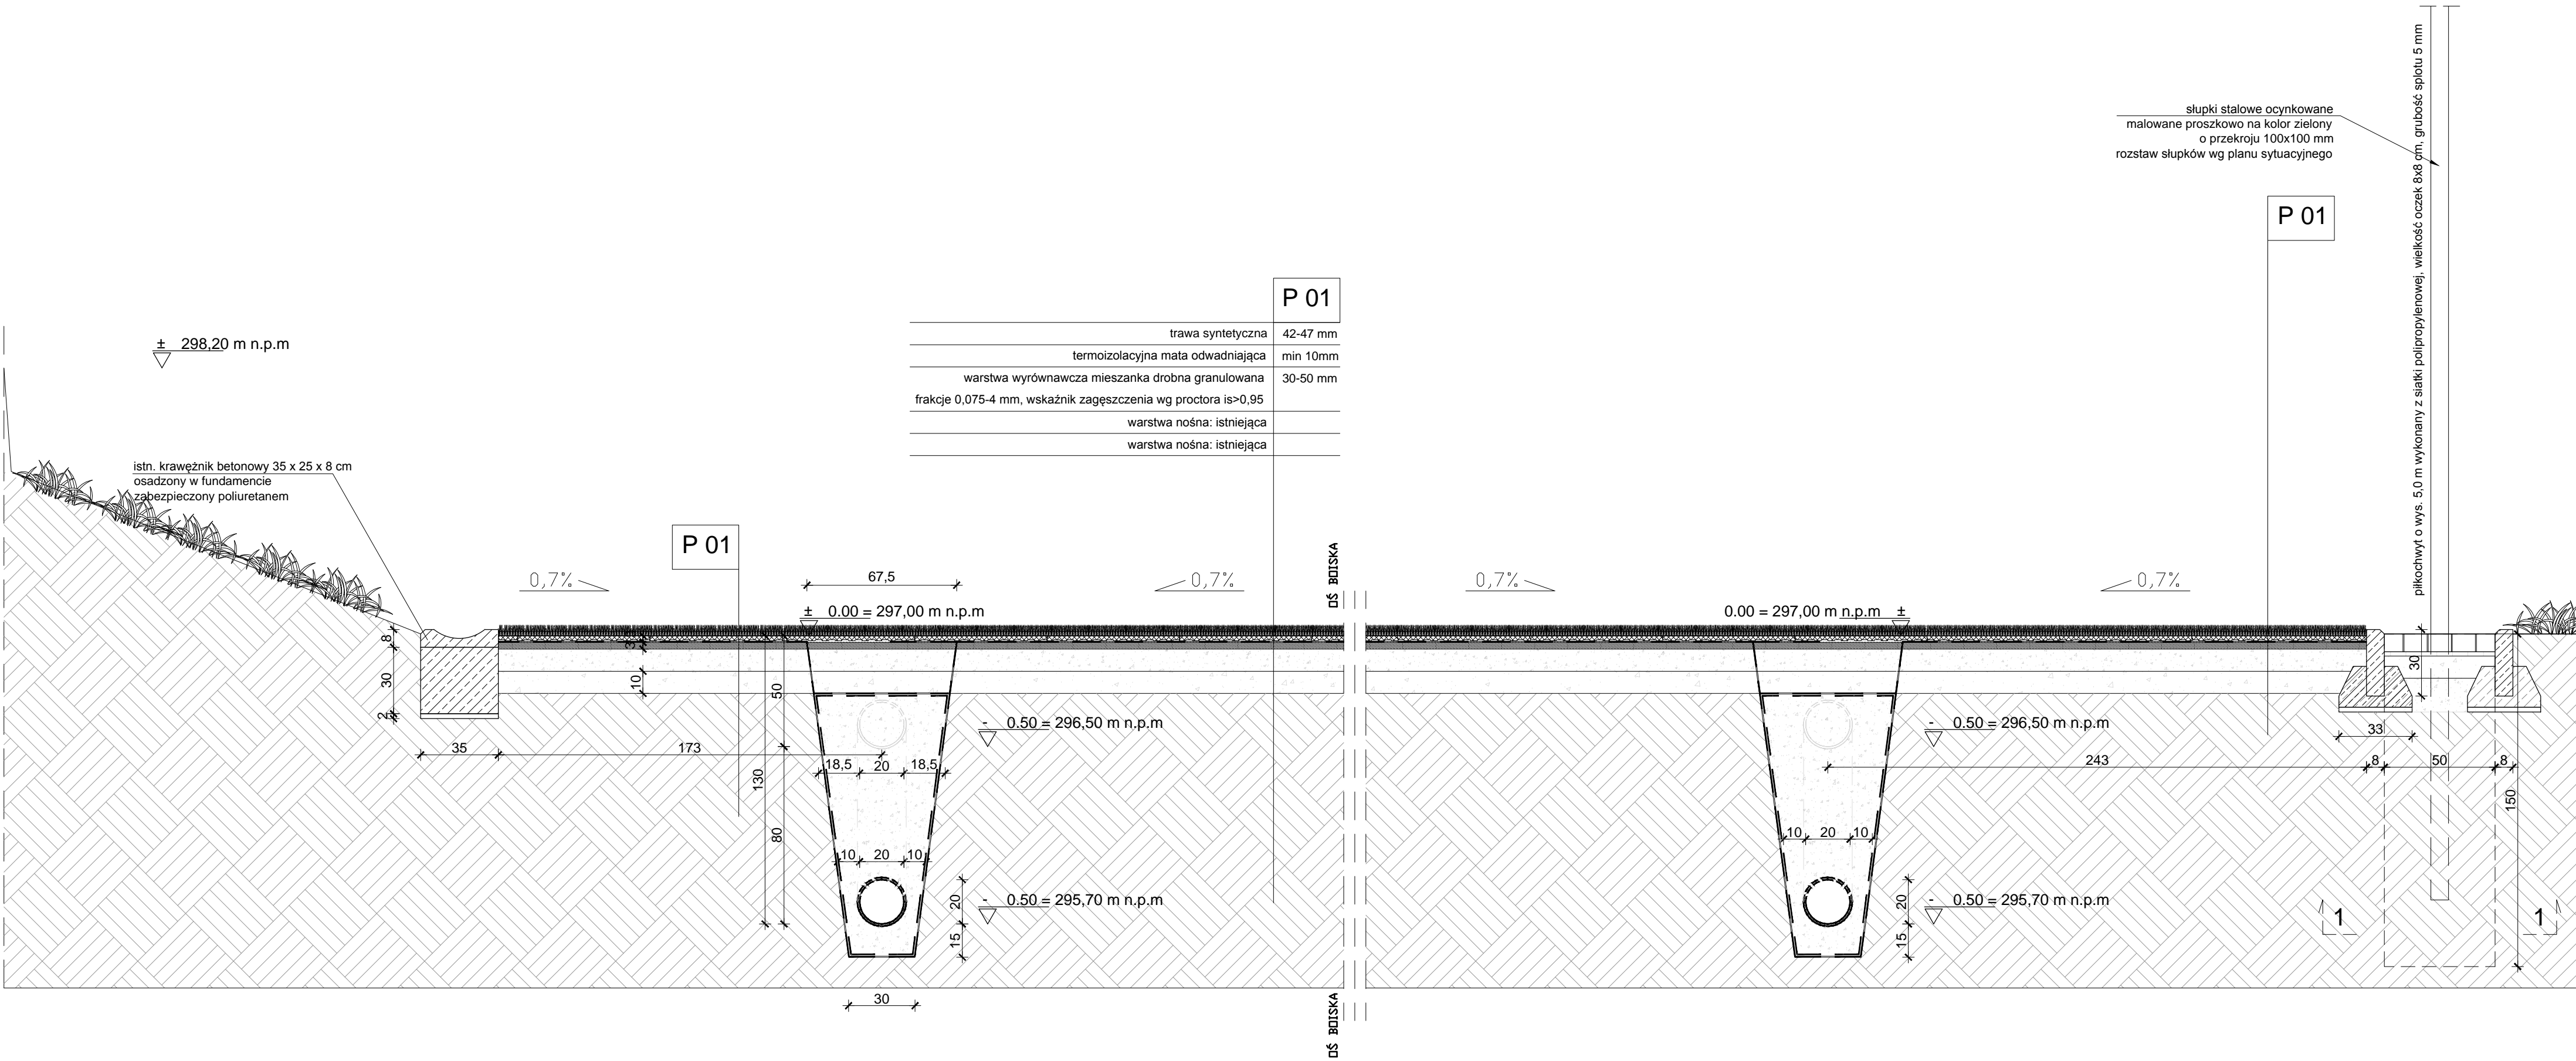 piłkochwyt o wys. 5,0 m wykonany z siatki polipropylenowej, wielkość oczek 8x8 cm, grubość splotu 5 mm
słupki stalowe ocynkowane
malowane proszkowo na kolor zielony
o przekroju 100x100 mm
rozstaw słupków wg planu sytuacyjnego
P 01
P 01
trawa syntetyczna 42-47 mm
termoizolacyjna mata odwadniająca min 10mm
warstwa wyrównawcza mieszanka drobna granulowana 30-50 mm
frakcje 0,075-4 mm, wskaźnik zagęszczenia wg proctora is>0,95
warstwa nośna: istniejąca
warstwa nośna: istniejąca
± 298,20 m n.p.m
istn. krawężnik betonowy 35 x 25 x 8 cm
osadzony w fundamencie
zabezpieczony poliuretanem
P 01
OŚ BOISKA
0,7%
67,5
0,7%
0,7%
0,7%
± 0.00 = 297,00 m n.p.m
0.00 = 297,00 m n.p.m ±
8
30
2
3
10
50
130
80
30
- 0.50 = 296,50 m n.p.m
- 0.50 = 296,50 m n.p.m
35
173
18,5
20
18,5
33
243
8
50
8
150
10
20
10
10
20
10
20
15
- 0.50 = 295,70 m n.p.m
20
15
- 0.50 = 295,70 m n.p.m
1
1
30
OŚ BOISKA